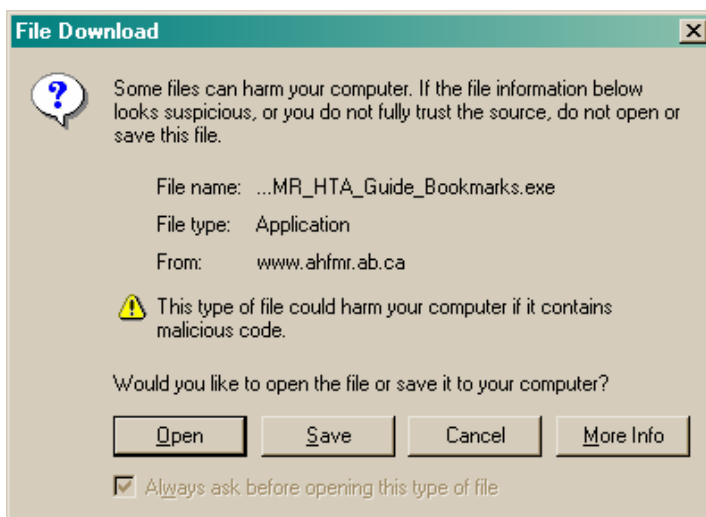 File Download
Some files can harm your computer. If the file information below
looks suspicious, or you do not fully trust the source, do not open or
save this file.
File name: ...MR_HTA_Guide_Bookmarks.exe
File type: Application
From: www.ahfmr.ab.ca
This type of file could harm your computer if it contains
malicious code.
Would you like to open the file or save it to your computer?
Open Save Cancel More Info
Always ask before opening this type of file